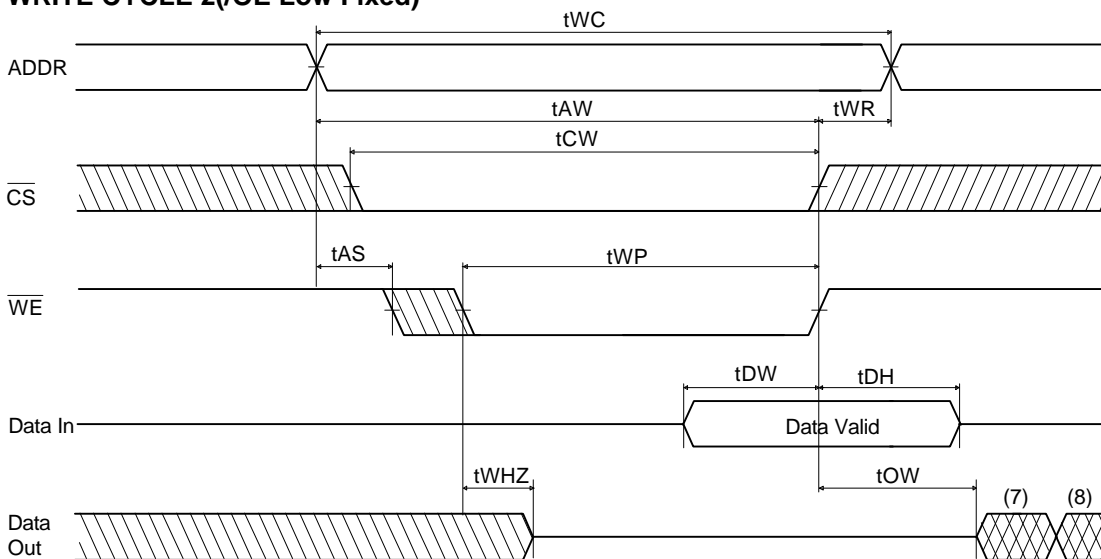 WRITE CYCLE 2(/OE Low Fixed)
tWC
ADDR
tAW
tWR
tCW
CS
tAS
tWP
WE
tDW
tDH
Data In
Data Valid
tWHZ
tOW
(7)
(8)
Data
Out